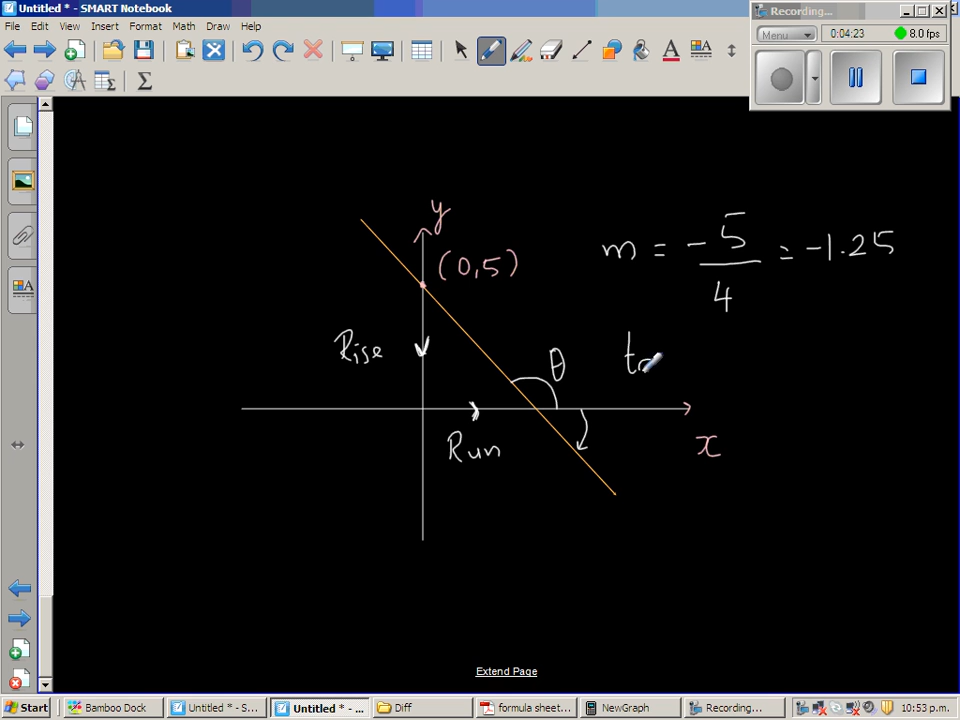 Untitled * - SMART Notebook
Recording...
File Edit View Insert Format Math Draw Help
Menu
0:04:23
8.0 fps
y
(0,5)
m = - 5/4 = -1.25
Rise
θ
Run
x
Extend Page
Start
Bamboo Dock
Untitled * - S...
Untitled * - ...
Diff
formula sheet...
NewGraph
Recording...
10:53 p.m.